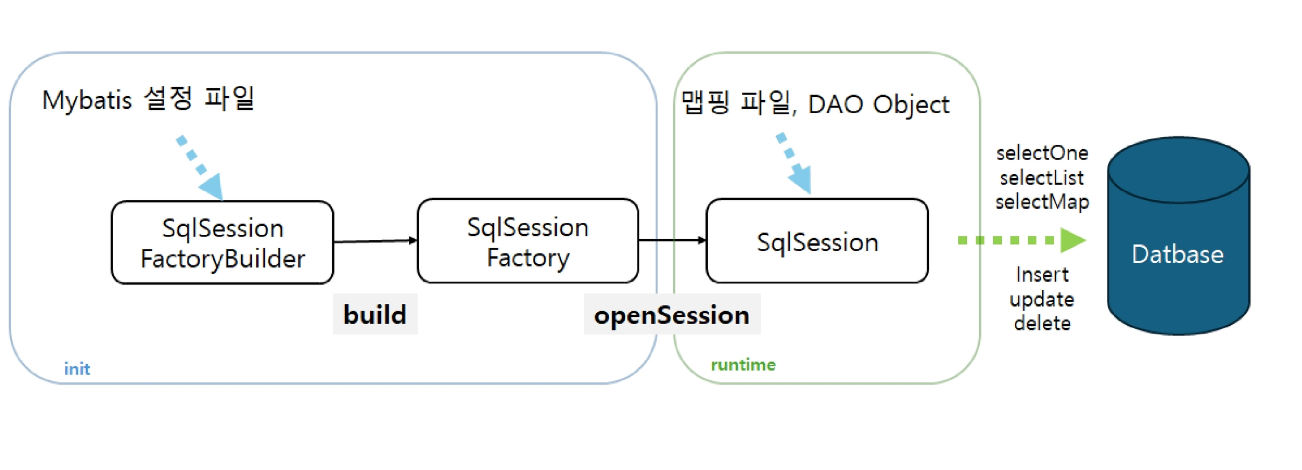 Mybatis 설정 파일
맵핑 파일, DAO Object
SqlSession
FactoryBuilder
SqlSession
Factory
SqlSession
build
openSession
init
runtime
selectOne
selectList
selectMap
Insert
update
delete
Datbase